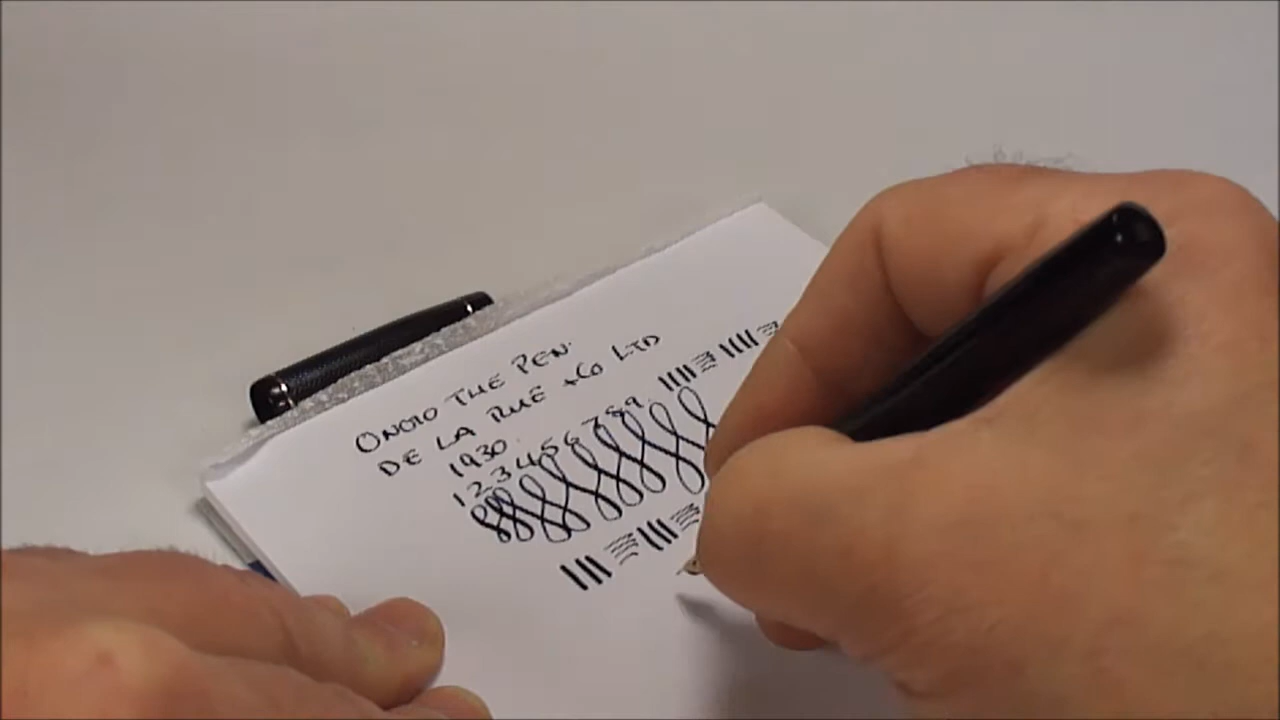 ONOTO THE PEN.
DE LA RUE + Co LTD
1930.
123456789.